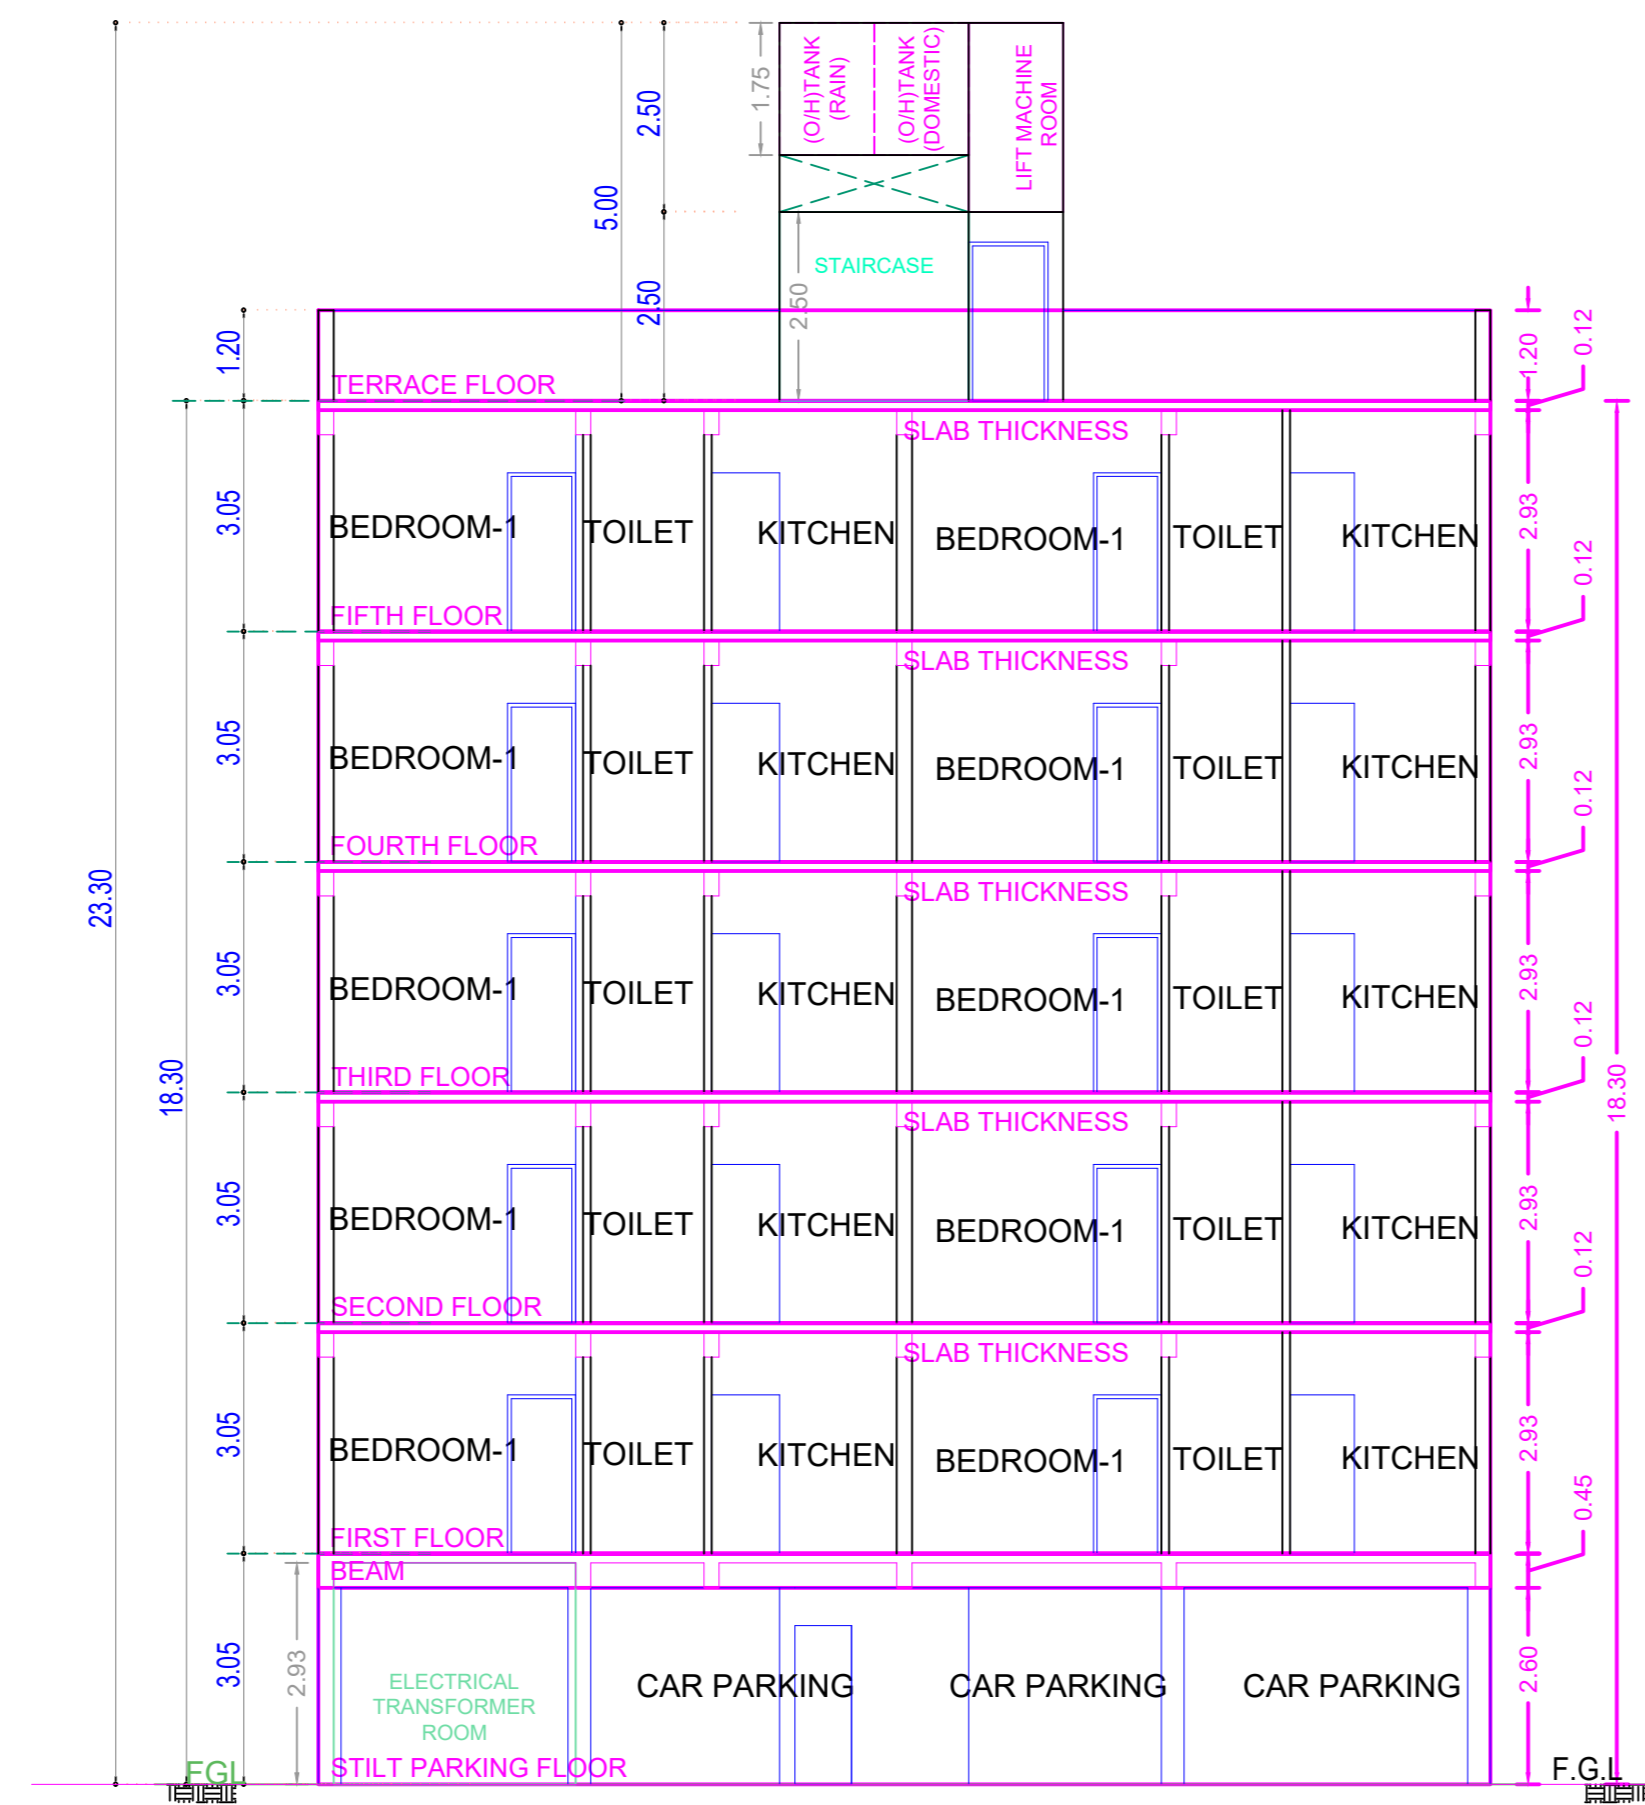 (O/H)TANK
(RAIN)
(O/H)TANK
(DOMESTIC)
LIFT MACHINE
ROOM
1.75
2.50
5.00
STAIRCASE
2.50
2.50
1.20
1.20
0.12
TERRACE FLOOR
SLAB THICKNESS
3.05
BEDROOM-1
TOILET
KITCHEN
BEDROOM-1
TOILET
KITCHEN
2.93
0.12
FIFTH FLOOR
SLAB THICKNESS
3.05
BEDROOM-1
TOILET
KITCHEN
BEDROOM-1
TOILET
KITCHEN
2.93
0.12
FOURTH FLOOR
SLAB THICKNESS
23.30
3.05
BEDROOM-1
TOILET
KITCHEN
BEDROOM-1
TOILET
KITCHEN
2.93
0.12
THIRD FLOOR
18.30
18.30
SLAB THICKNESS
3.05
BEDROOM-1
TOILET
KITCHEN
BEDROOM-1
TOILET
KITCHEN
2.93
0.12
SECOND FLOOR
SLAB THICKNESS
3.05
BEDROOM-1
TOILET
KITCHEN
BEDROOM-1
TOILET
KITCHEN
2.93
0.45
FIRST FLOOR
BEAM
3.05
2.93
ELECTRICAL
TRANSFORMER
ROOM
CAR PARKING
CAR PARKING
CAR PARKING
2.60
FGL
STILT PARKING FLOOR
F.G.L